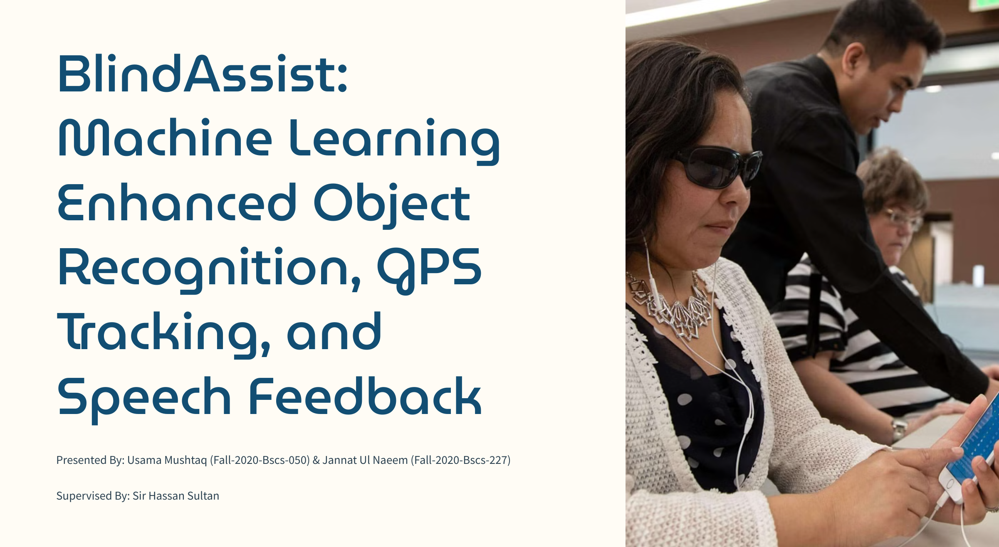 BlindAssist:
Machine Learning
Enhanced Object
Recognition, GPS
Tracking, and
Speech Feedback
Presented By: Usama Mushtaq (Fall-2020-Bscs-050) & Jannat Ul Naeem (Fall-2020-Bscs-227)
Supervised By: Sir Hassan Sultan